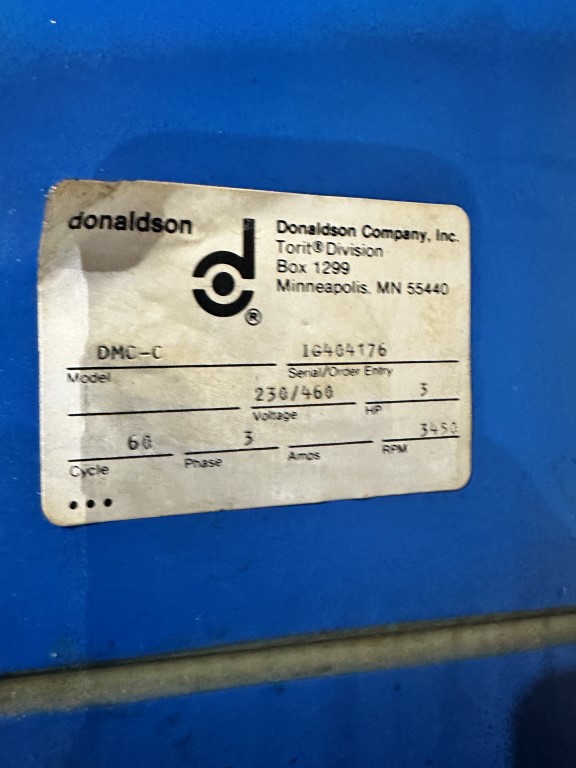 donaldson
Donaldson Company, Inc.
Torit® Division
Box 1299
Minneapolis, MN 55440
®
DMC-C IG464176
Model Serial/Order Entry
230/460 3
Voltage HP
60 3 3450
Cycle Phase Amps RPM